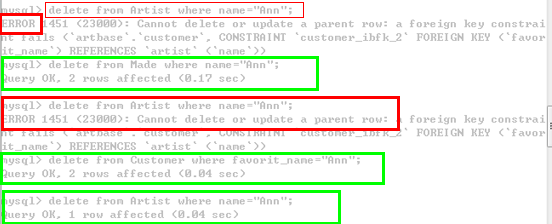 mysql> delete from Artist where name="Ann";
ERROR 1451 (23000): Cannot delete or update a parent row: a foreign key constrai
nt fails (`artbase`.`customer`, CONSTRAINT `customer_ibfk_2` FOREIGN KEY (`favor
it_name`) REFERENCES `artist` (`name`))
mysql> delete from Made where name="Ann";
Query OK, 2 rows affected (0.17 sec)
mysql> delete from Artist where name="Ann";
ERROR 1451 (23000): Cannot delete or update a parent row: a foreign key constrai
nt fails (`artbase`.`customer`, CONSTRAINT `customer_ibfk_2` FOREIGN KEY (`favor
it_name`) REFERENCES `artist` (`name`))
mysql> delete from Customer where favorit_name="Ann";
Query OK, 2 rows affected (0.04 sec)
mysql> delete from Artist where name="Ann";
Query OK, 1 row affected (0.04 sec)